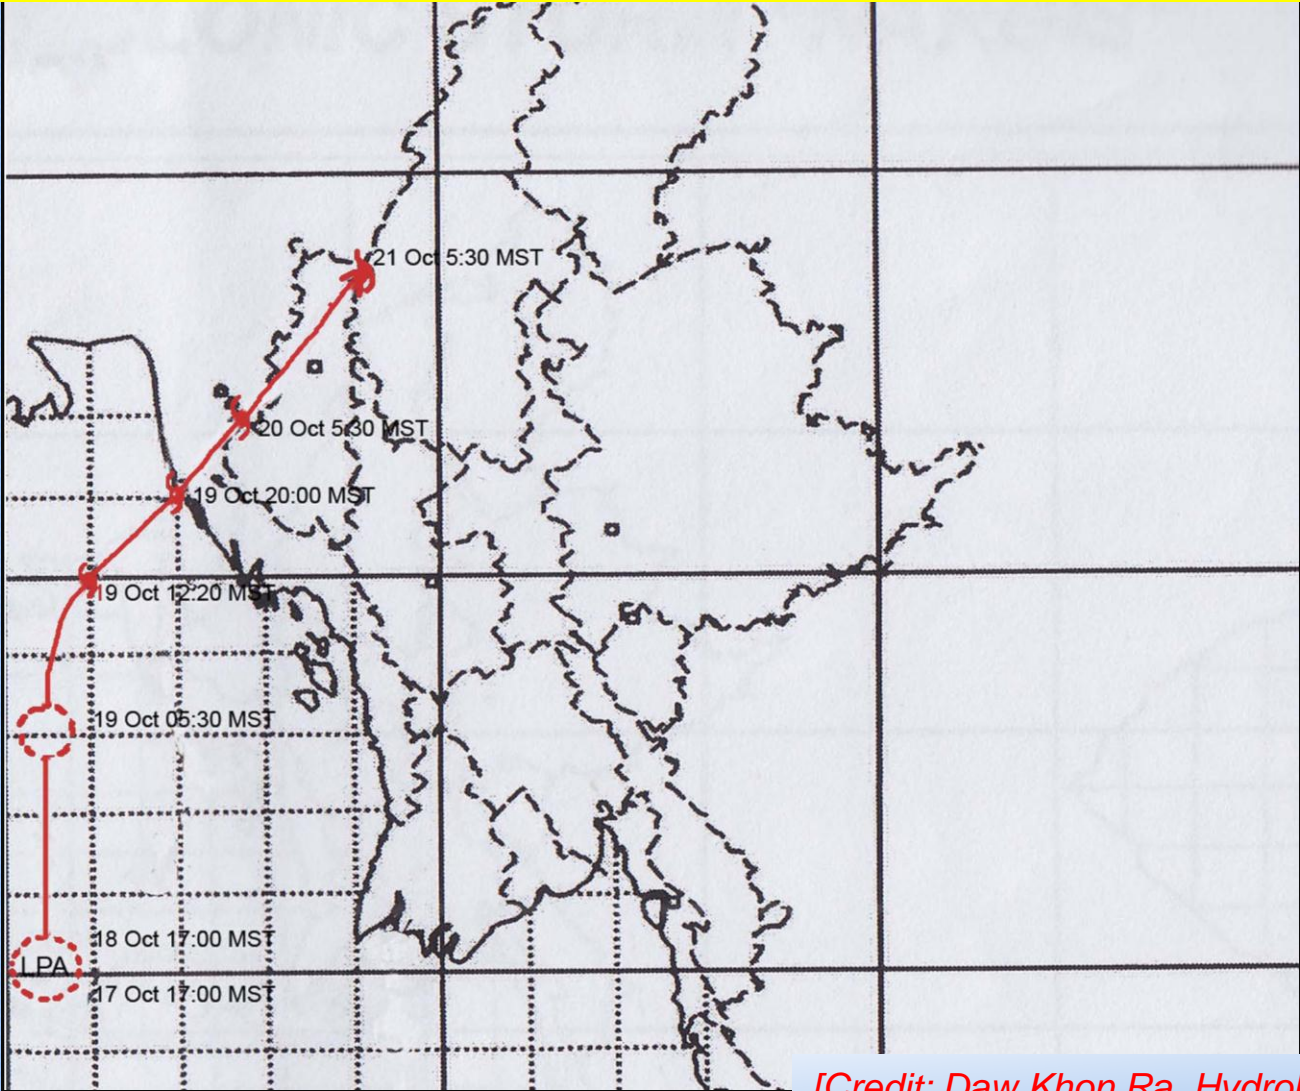 21 Oct 5:30 MST
20 Oct 5:30 MST
19 Oct 20:00 MST
19 Oct 12:20 MST
19 Oct 05:30 MST
18 Oct 17:00 MST
LPA
17 Oct 17:00 MST
[Credit: Daw Khon Ra,